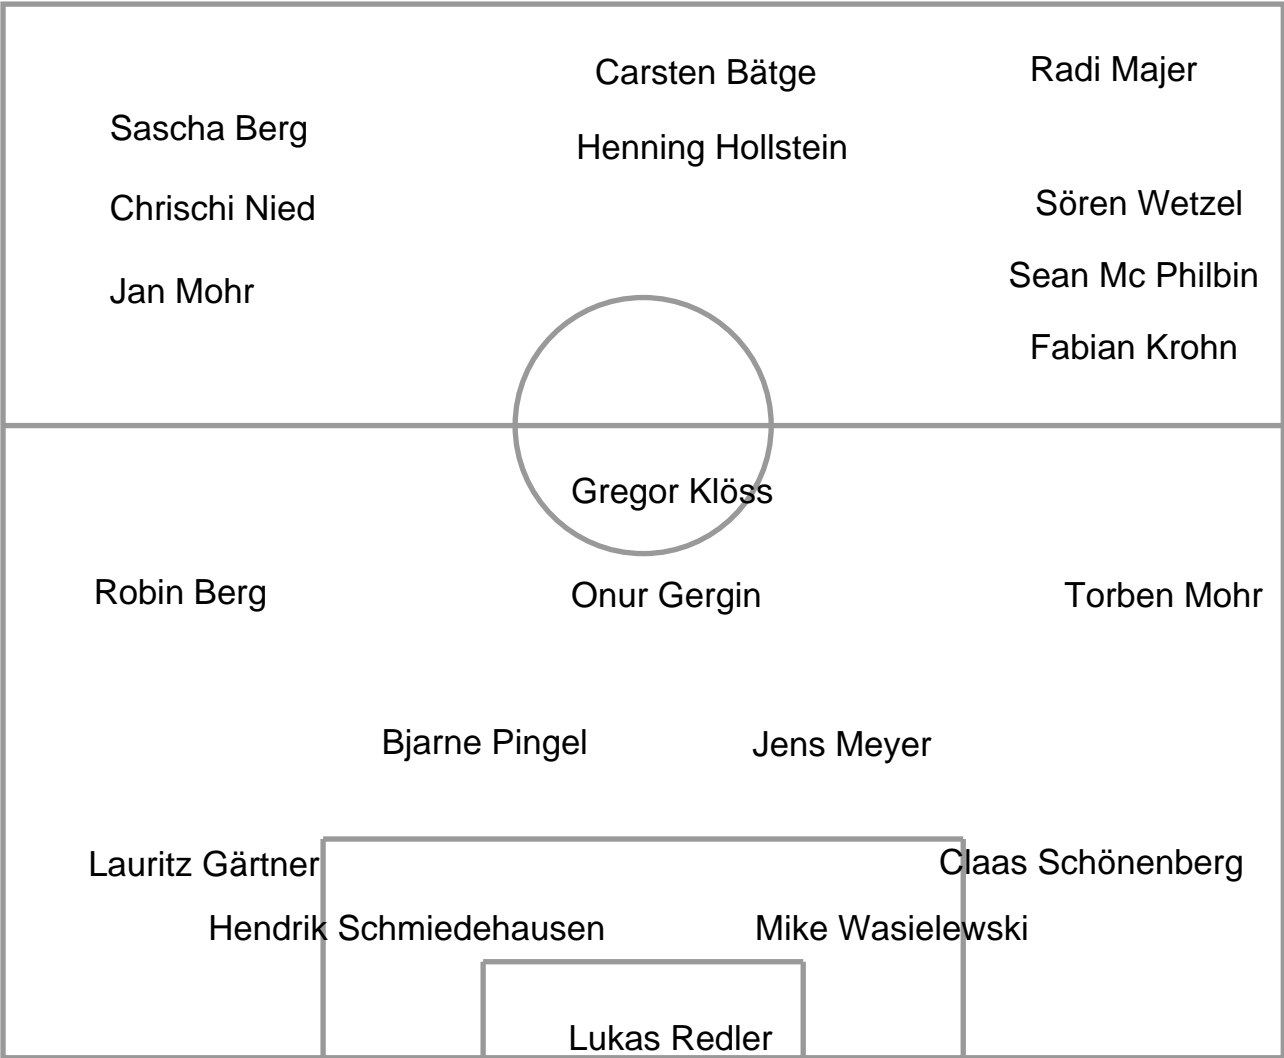 Carsten Bätge
Radi Majer
Sascha Berg
Henning Hollstein
Chrischi Nied
Sören Wetzel
Jan Mohr
Sean Mc Philbin
Fabian Krohn
Gregor Klöss
Robin Berg
Onur Gergin
Torben Mohr
Bjarne Pingel
Jens Meyer
Lauritz Gärtner
Claas Schönenberg
Hendrik Schmiedehausen
Mike Wasielewski
Lukas Redler